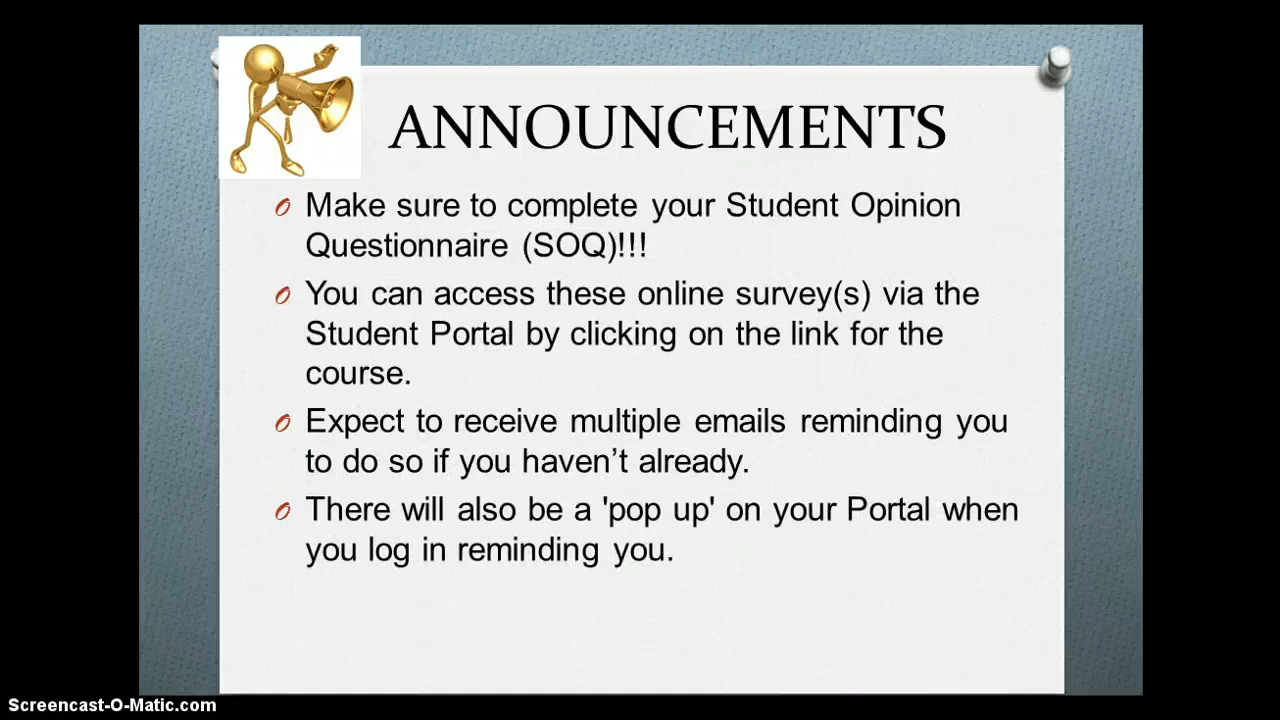 ANNOUNCEMENTS
Make sure to complete your Student Opinion
Questionnaire (SOQ)!!!
You can access these online survey(s) via the
Student Portal by clicking on the link for the
course.
Expect to receive multiple emails reminding you
to do so if you haven’t already.
There will also be a 'pop up' on your Portal when
you log in reminding you.
Screencast-O-Matic.com